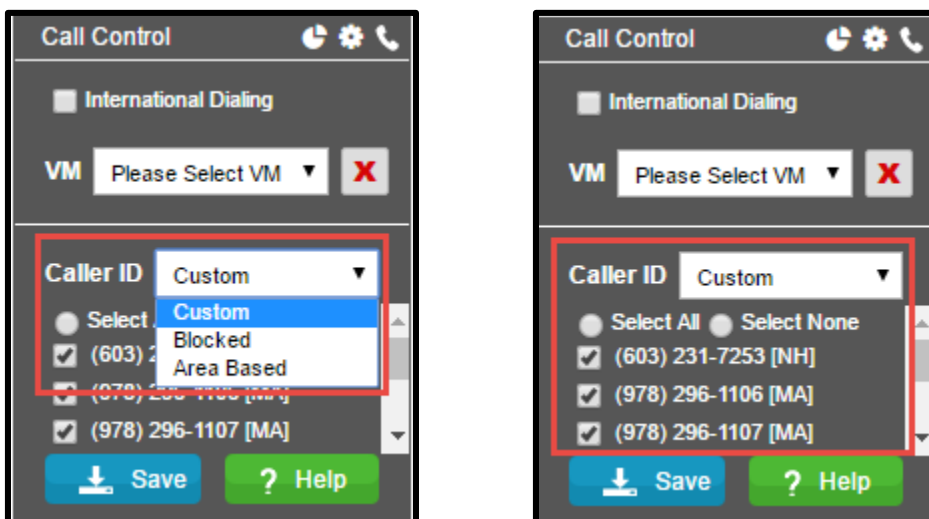 Call Control
International Dialing
VM Please Select VM X
Caller ID Custom
Custom
Select
Blocked
(603) 2
Area Based
(978) 296-1107 [MA]
Save ? Help
Call Control
International Dialing
VM Please Select VM X
Caller ID Custom
Select All Select None
(603) 231-7253 [NH]
(978) 296-1106 [MA]
(978) 296-1107 [MA]
Save ? Help